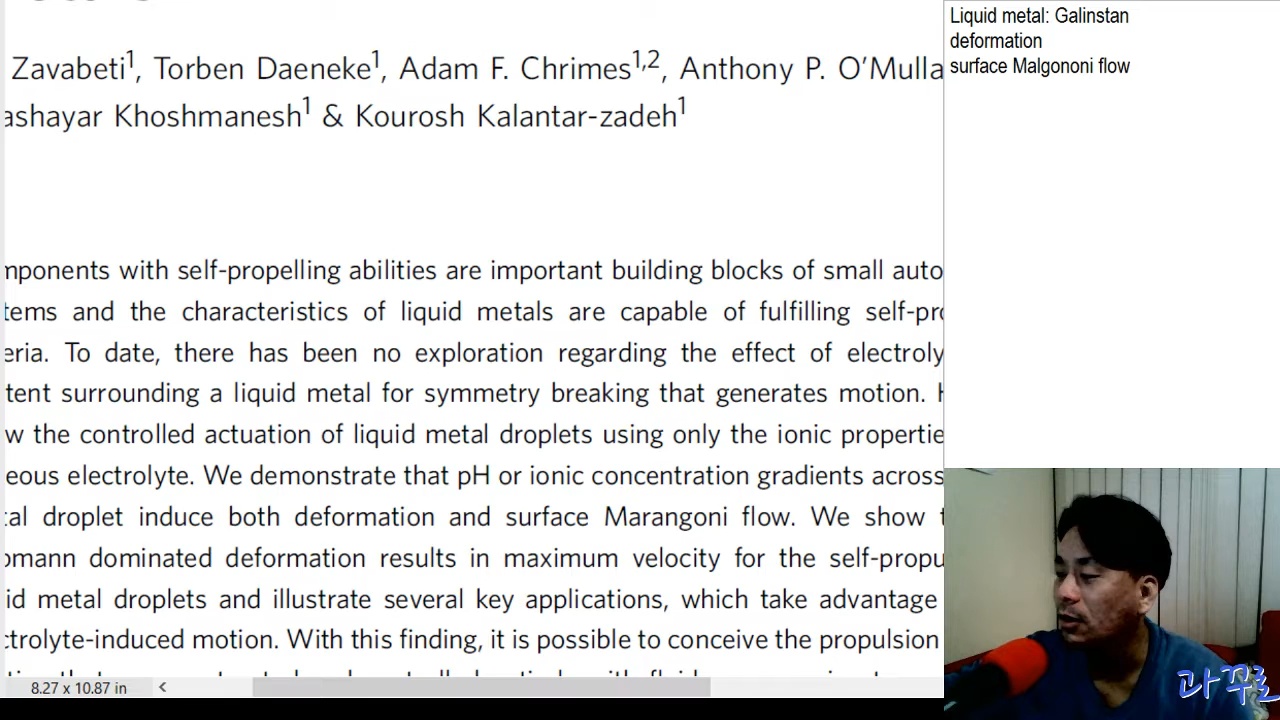 Zavabeti1, Torben Daeneke1, Adam F. Chrimes1,2, Anthony P. O'Mulla
ashayar Khoshmanesh1 & Kourosh Kalantar-zadeh1
mponents with self-propelling abilities are important building blocks of small auto
tems and the characteristics of liquid metals are capable of fulfilling self-pro
eria. To date, there has been no exploration regarding the effect of electroly
tent surrounding a liquid metal for symmetry breaking that generates motion. H
w the controlled actuation of liquid metal droplets using only the ionic propertie
eous electrolyte. We demonstrate that pH or ionic concentration gradients across
tal droplet induce both deformation and surface Marangoni flow. We show t
omann dominated deformation results in maximum velocity for the self-propu
id metal droplets and illustrate several key applications, which take advantage
ctrolyte-induced motion. With this finding, it is possible to conceive the propulsion
8.27 x 10.87 in
Liquid metal: Galinstan
deformation
surface Malgononi flow
과꾸로